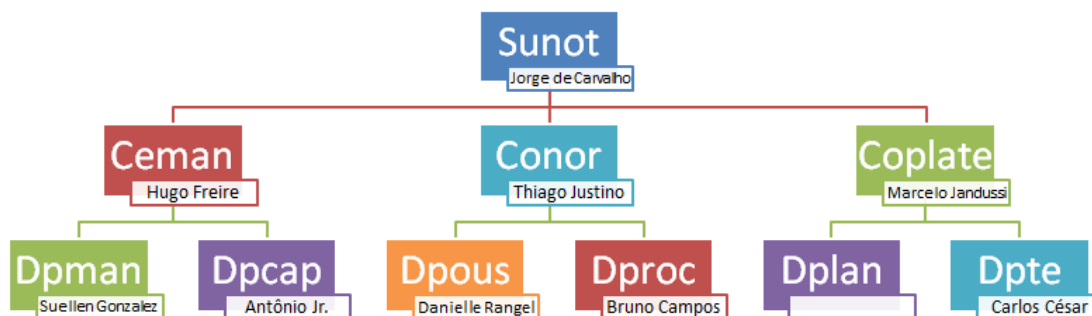 Sunot
Jorge de Carvalho
Ceman
Hugo Freire
Conor
Thiago Justino
Coplate
Marcelo Jandussi
Dpman
Suellen Gonzalez
Dpcap
Antônio Jr.
Dpous
Danielle Rangel
Dproc
Bruno Campos
Dplan
Dpte
Carlos César